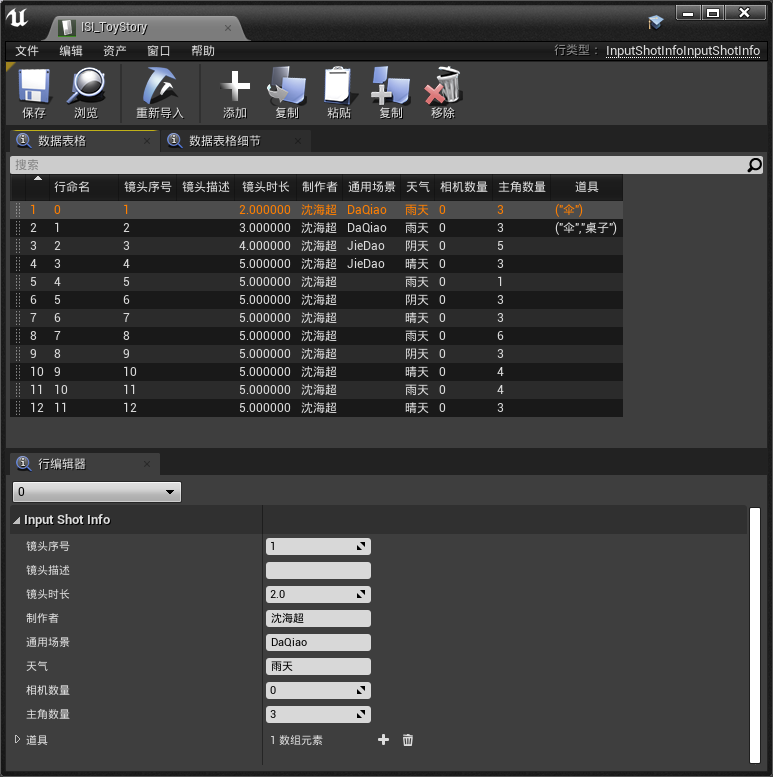 ISI_ToyStory
文件 编辑 资产 窗口 帮助 行类型： InputShotInfoInputShotInfo
保存 浏览 重新导入 添加 复制 粘贴 复制 移除
数据表格 数据表格细节
搜索
行命名 镜头序号 镜头描述 镜头时长 制作者 通用场景 天气 相机数量 主角数量 道具
1 0 1 2.000000 沈海超 DaQiao 雨天 0 3 ("伞")
2 1 2 3.000000 沈海超 DaQiao 雨天 0 3 ("伞","桌子")
3 2 3 4.000000 沈海超 JieDao 阴天 0 5
4 3 4 5.000000 沈海超 JieDao 晴天 0 3
5 4 5 5.000000 沈海超 雨天 0 1
6 5 6 5.000000 沈海超 阴天 0 3
7 6 7 5.000000 沈海超 晴天 0 3
8 7 8 5.000000 沈海超 雨天 0 6
9 8 9 5.000000 沈海超 阴天 0 3
10 9 10 5.000000 沈海超 晴天 0 4
11 10 11 5.000000 沈海超 雨天 0 4
12 11 12 5.000000 沈海超 晴天 0 3
行编辑器
0
Input Shot Info
镜头序号 1
镜头描述
镜头时长 2.0
制作者 沈海超
通用场景 DaQiao
天气 雨天
相机数量 0
主角数量 3
道具 1 数组元素